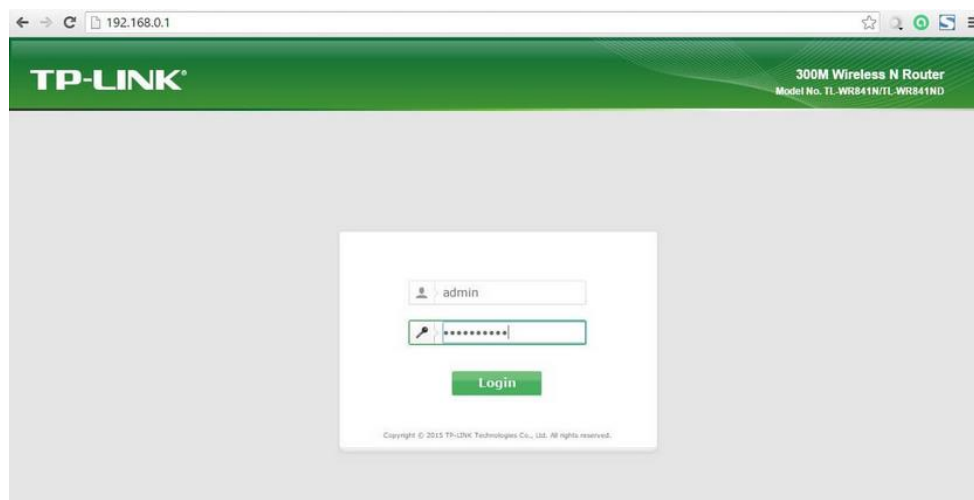 192.168.0.1
TP-LINK®
300M Wireless N Router
Model No. TL-WR841N/TL-WR841ND
admin
••••••••••
Login
Copyright © 2015 TP-LINK Technologies Co., Ltd. All rights reserved.